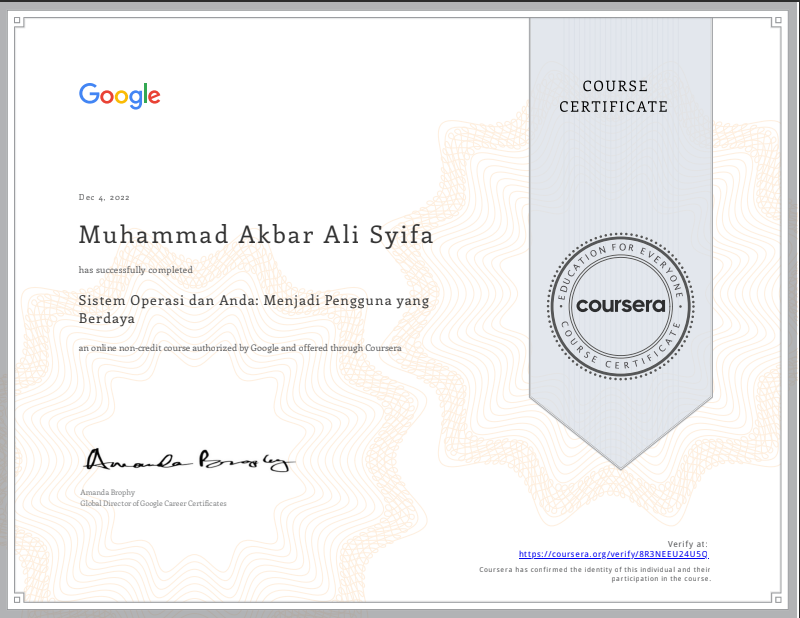 Google
COURSE
CERTIFICATE
Dec 4, 2022
Muhammad Akbar Ali Syifa
has successfully completed
Sistem Operasi dan Anda: Menjadi Pengguna yang
Berdaya
an online non-credit course authorized by Google and offered through Coursera
EDUCATION FOR EVERYONE
coursera
COURSE CERTIFICATE
Amanda Brophy
Amanda Brophy
Global Director of Google Career Certificates
Verify at:
https://coursera.org/verify/8R3NEEU24U5Q
Coursera has confirmed the identity of this individual and their
participation in the course.